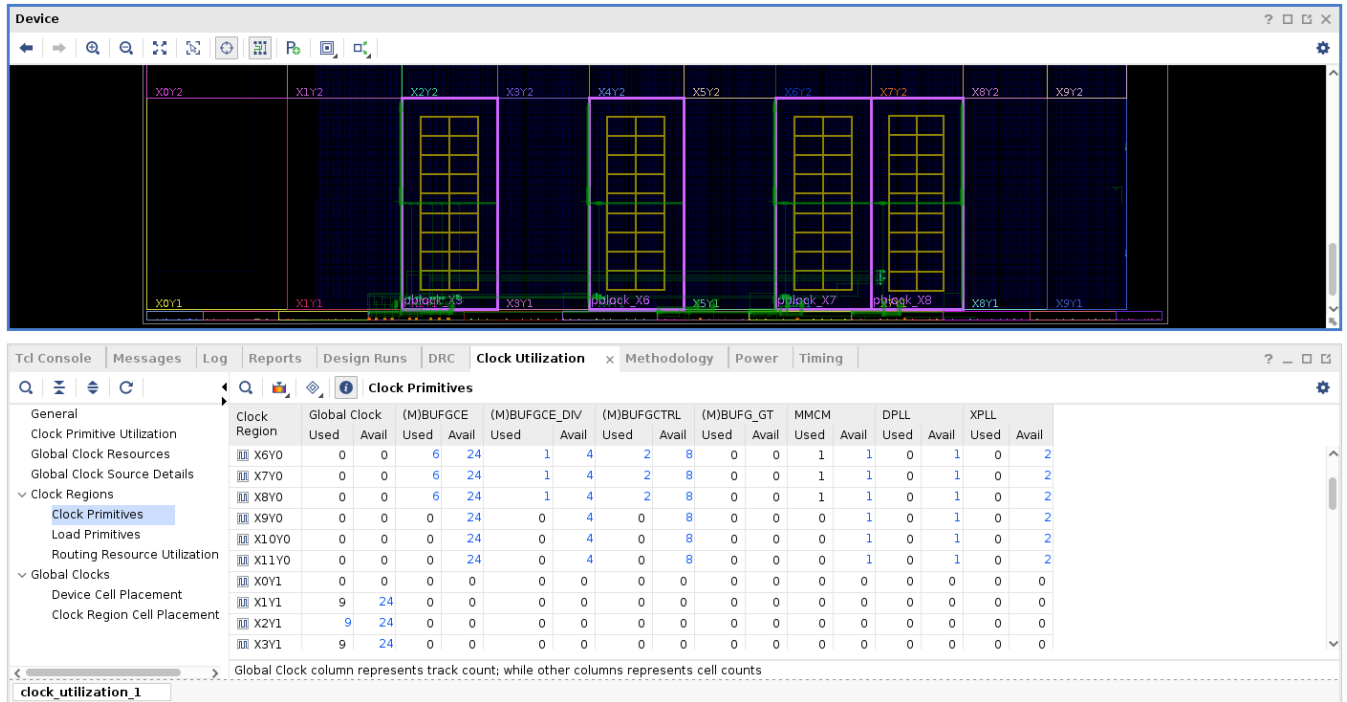 Device
X0Y2 X1Y2 X2Y2 X3Y2 X4Y2 X5Y2 X6Y2 X7Y2 X8Y2 X9Y2
X0Y1 X1Y1 pblock_X5 X3Y1 pblock_X6 X5Y1 pblock_X7 pblock_X8 X8Y1 X9Y1
Tcl Console Messages Log Reports Design Runs DRC Clock Utilization × Methodology Power Timing
Clock Primitives
General
Clock Primitive Utilization
Global Clock Resources
Global Clock Source Details
Clock Regions
Clock Primitives
Load Primitives
Routing Resource Utilization
Global Clocks
Device Cell Placement
Clock Region Cell Placement
Clock Region Global Clock (M)BUFGCE (M)BUFGCE_DIV (M)BUFGCTRL (M)BUFG_GT MMCM DPLL XPLL
Used Avail Used Avail Used Avail Used Avail Used Avail Used Avail Used Avail Used Avail
X6Y0 0 0 6 24 1 4 2 8 0 0 1 1 0 1 0 2
X7Y0 0 0 6 24 1 4 2 8 0 0 1 1 0 1 0 2
X8Y0 0 0 6 24 1 4 2 8 0 0 1 1 0 1 0 2
X9Y0 0 0 0 24 0 4 0 8 0 0 0 1 0 1 0 2
X10Y0 0 0 0 24 0 4 0 8 0 0 0 1 0 1 0 2
X11Y0 0 0 0 24 0 4 0 8 0 0 0 1 0 1 0 2
X0Y1 0 0 0 0 0 0 0 0 0 0 0 0 0 0 0 0
X1Y1 9 24 0 0 0 0 0 0 0 0 0 0 0 0 0 0
X2Y1 9 24 0 0 0 0 0 0 0 0 0 0 0 0 0 0
X3Y1 9 24 0 0 0 0 0 0 0 0 0 0 0 0 0 0
Global Clock column represents track count; while other columns represents cell counts
clock_utilization_1